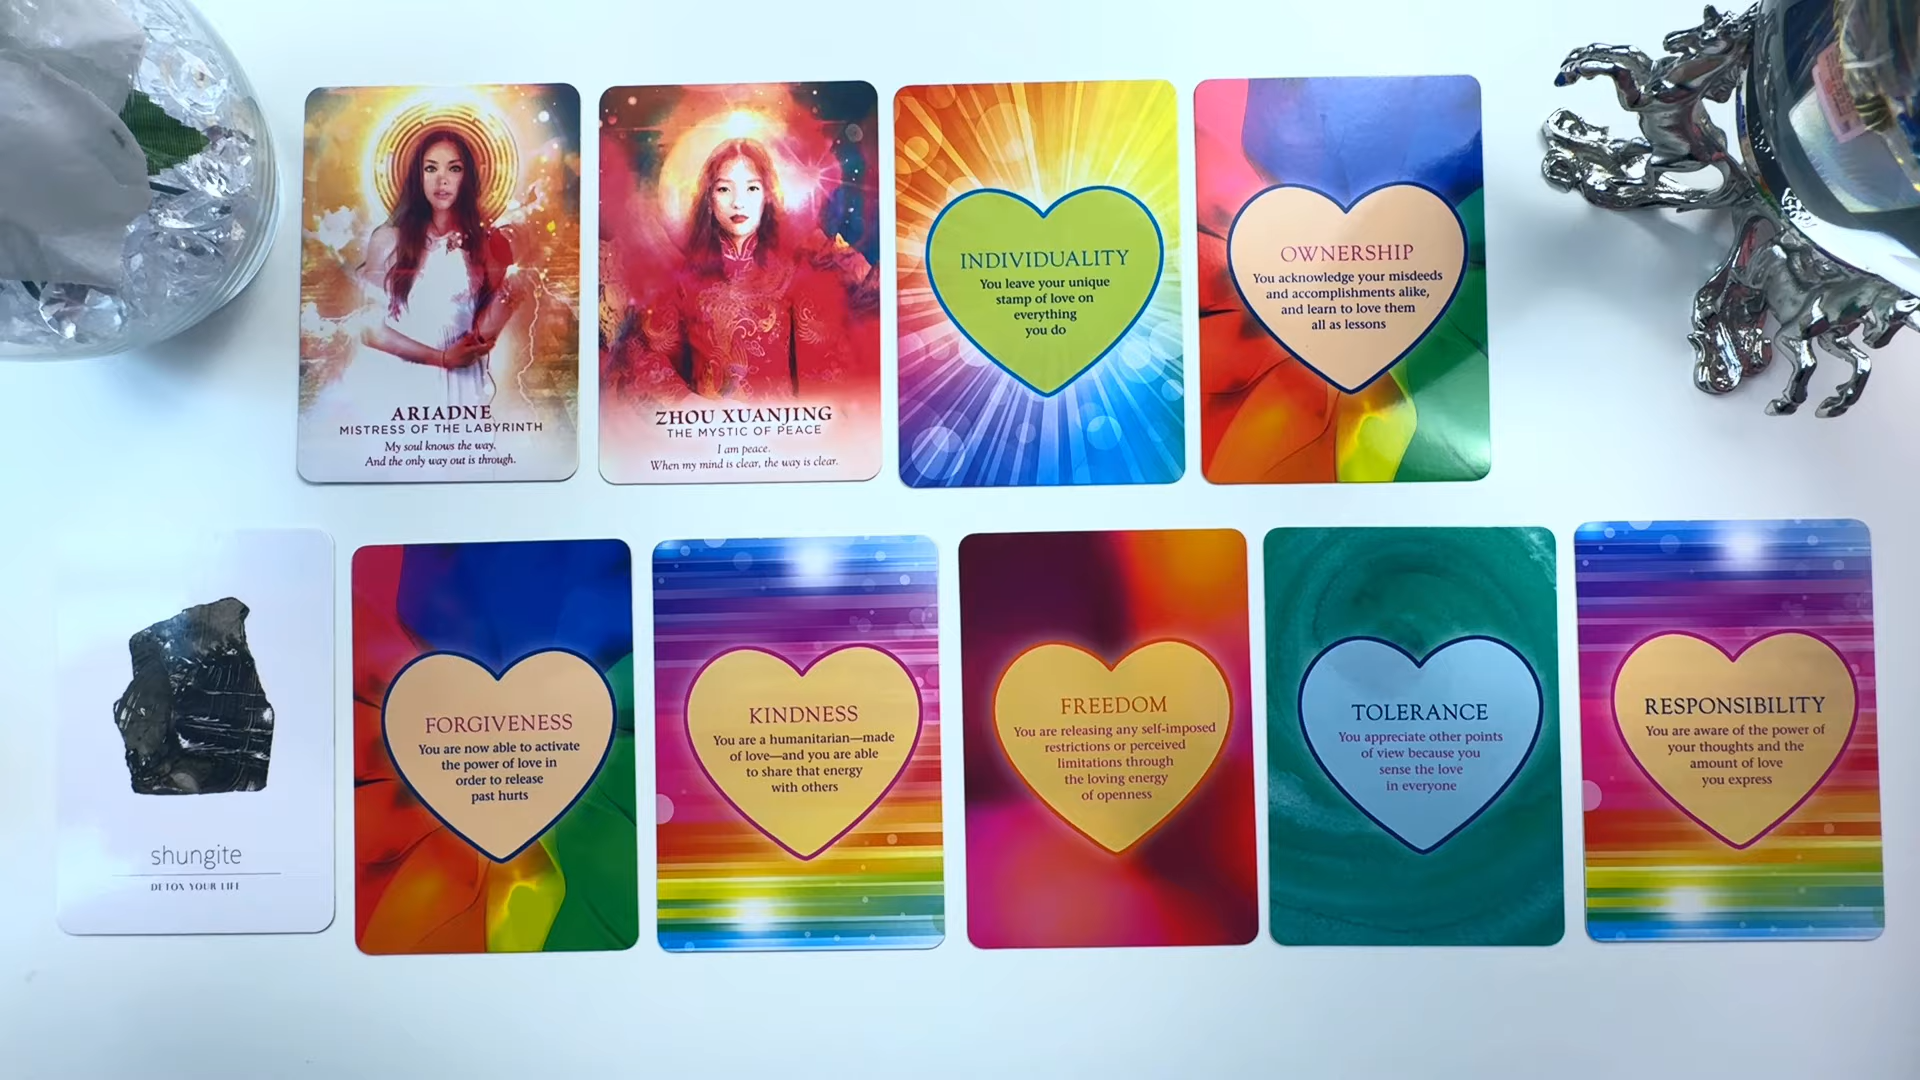 ARIADNE
MISTRESS OF THE LABYRINTH
My soul knows the way.
And the only way out is through.
ZHOU XUANJING
THE MYSTIC OF PEACE
I am peace.
When my mind is clear, the way is clear.
INDIVIDUALITY
You leave your unique
stamp of love on
everything
you do
OWNERSHIP
You acknowledge your misdeeds
and accomplishments alike,
and learn to love them
all as lessons
shungite
DETOX YOUR LIFE
FORGIVENESS
You are now able to activate
the power of love in
order to release
past hurts
KINDNESS
You are a humanitarian—made
of love—and you are able
to share that energy
with others
FREEDOM
You are releasing any self-imposed
restrictions or perceived
limitations through
the loving energy
of openness
TOLERANCE
You appreciate other points
of view because you
sense the love
in everyone
RESPONSIBILITY
You are aware of the power of
your thoughts and the
amount of love
you express